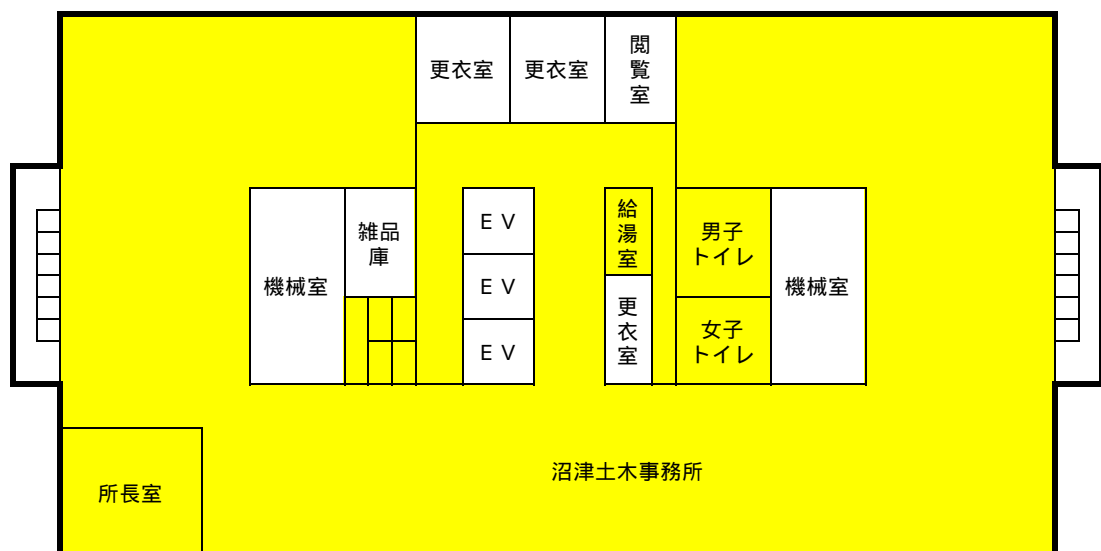 更衣室
更衣室
閲覧室
機械室
雑品
庫
ＥＶ
ＥＶ
ＥＶ
給湯室
更衣室
男子
トイレ
女子
トイレ
機械室
所長室
沼津土木事務所